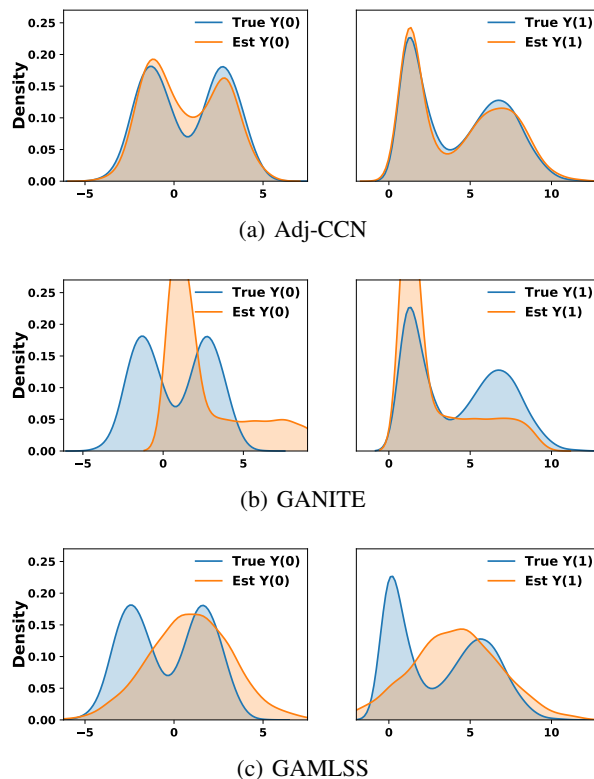 True Y(0)
Est Y(0)
True Y(1)
Est Y(1)
0.25
0.20
0.15
0.10
0.05
0.00
Density
−5 0 5
0 5 10
(a) Adj-CCN
True Y(0)
Est Y(0)
True Y(1)
Est Y(1)
0.25
0.20
0.15
0.10
0.05
0.00
Density
−5 0 5
0 5 10
(b) GANITE
True Y(0)
Est Y(0)
True Y(1)
Est Y(1)
0.25
0.20
0.15
0.10
0.05
0.00
Density
−5 0 5
0 5 10
(c) GAMLSS